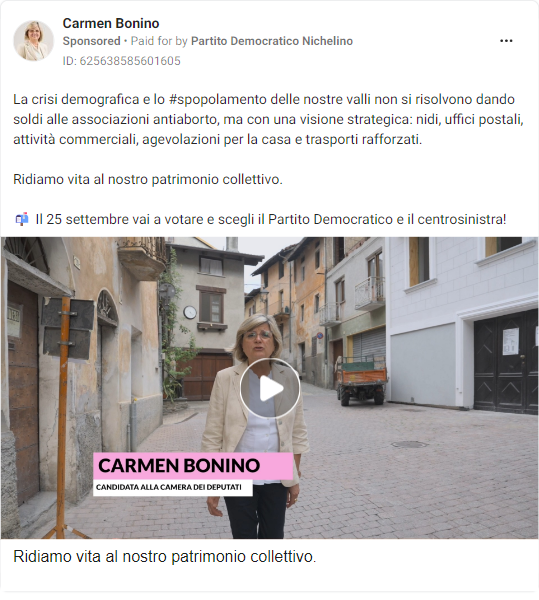 Carmen Bonino
Sponsored • Paid for by Partito Democratico Nichelino
ID: 625638585601605
La crisi demografica e lo #spopolamento delle nostre valli non si risolvono dando
soldi alle associazioni antiaborto, ma con una visione strategica: nidi, uffici postali,
attività commerciali, agevolazioni per la casa e trasporti rafforzati.
Ridiamo vita al nostro patrimonio collettivo.
📬 Il 25 settembre vai a votare e scegli il Partito Democratico e il centrosinistra!
CARMEN BONINO
CANDIDATA ALLA CAMERA DEI DEPUTATI
Ridiamo vita al nostro patrimonio collettivo.